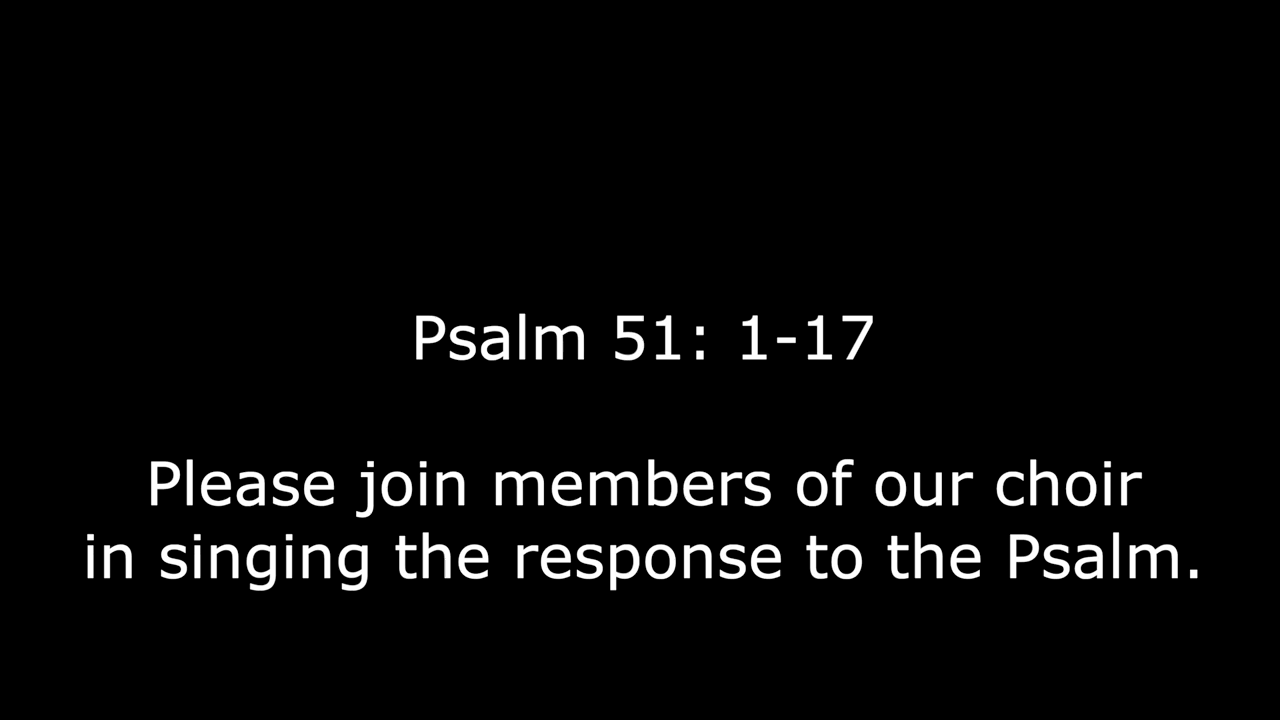 Psalm 51: 1-17
Please join members of our choir
in singing the response to the Psalm.